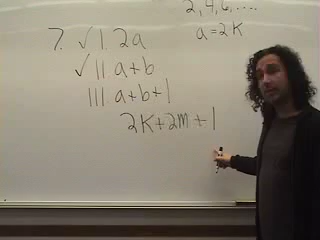 2, 4, 6, ....
a = 2K
7. ✓ I. 2a
✓ II. a + b
III. a + b + 1
2K + 2m + 1